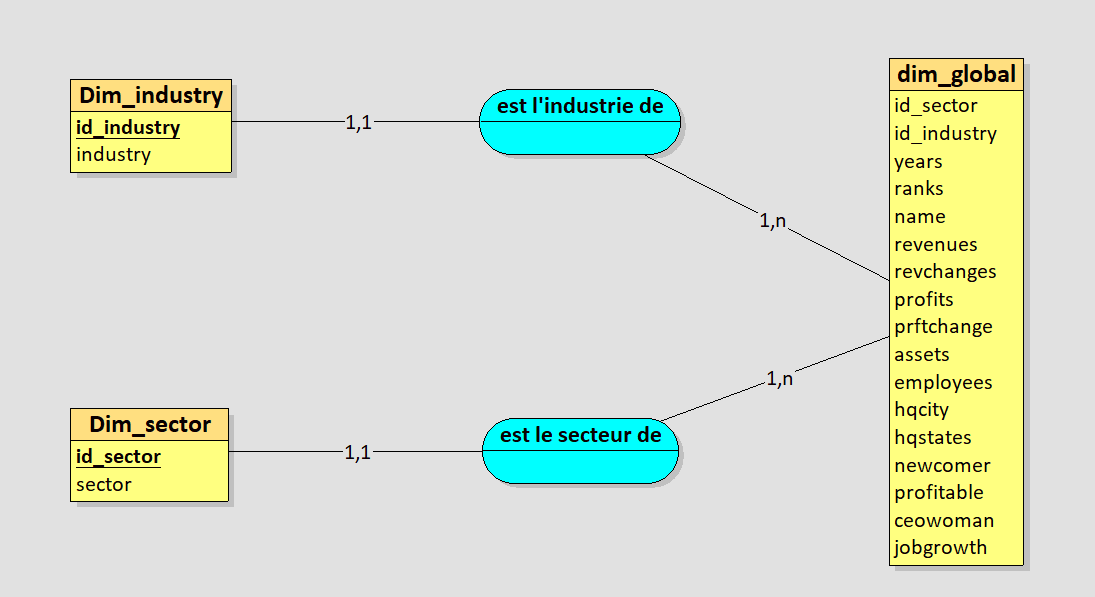 Dim_industry
id_industry
industry
1,1
est l'industrie de
1,n
dim_global
id_sector
id_industry
years
ranks
name
revenues
revchanges
profits
prftchange
assets
employees
hqcity
hqstates
newcomer
profitable
ceowoman
jobgrowth
Dim_sector
id_sector
sector
1,1
est le secteur de
1,n